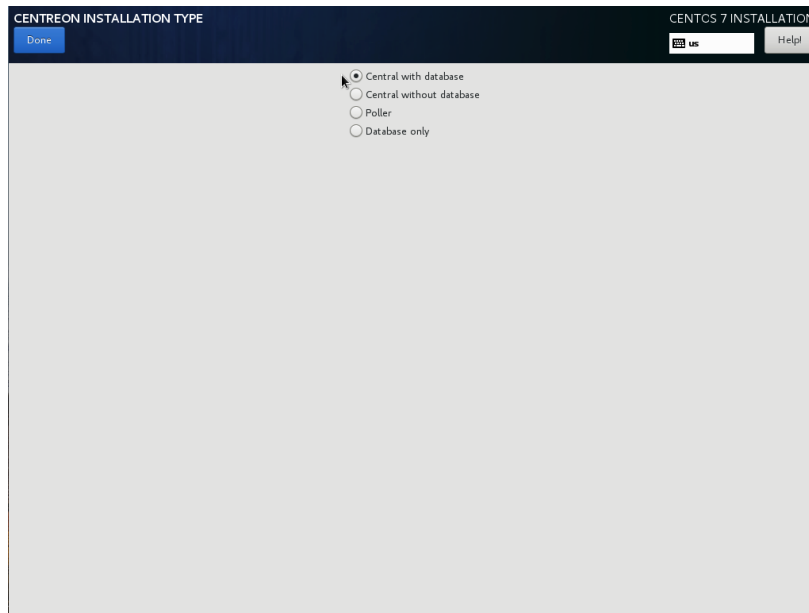 CENTREON INSTALLATION TYPE
CENTOS 7 INSTALLATION
Done
us
Help!
Central with database
Central without database
Poller
Database only